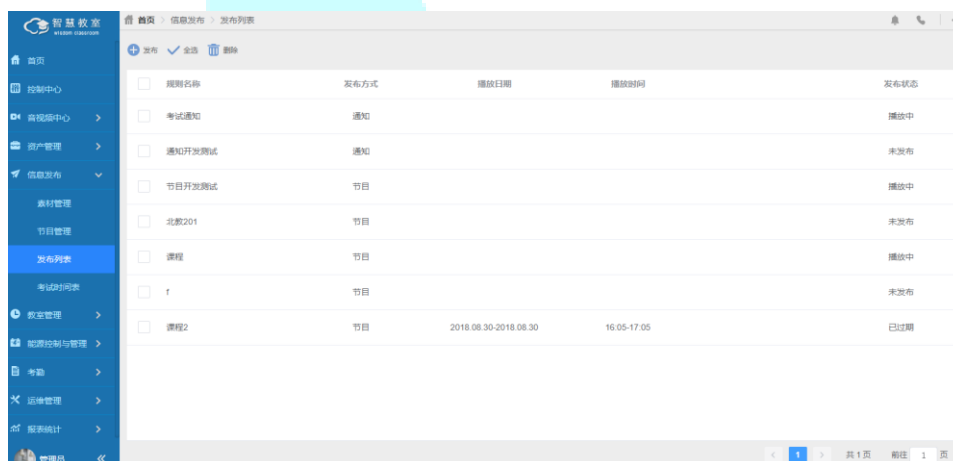 智慧教室
wisdom classroom
首页 > 信息发布 > 发布列表
发布 全选 删除
首页
控制中心
音视频中心
资产管理
信息发布
素材管理
节目管理
发布列表
考试时间表
教室管理
能源控制与管理
考勤
运维管理
报表统计
管理员
规则名称 发布方式 播放日期 播放时间 发布状态
考试通知 通知 播放中
通知开发测试 通知 未发布
节目开发测试 节目 播放中
北教201 节目 未发布
课程 节目 播放中
f 节目 未发布
课程2 节目 2018.08.30-2018.08.30 16:05-17:05 已过期
< 1 > 共1页 前往 1 页